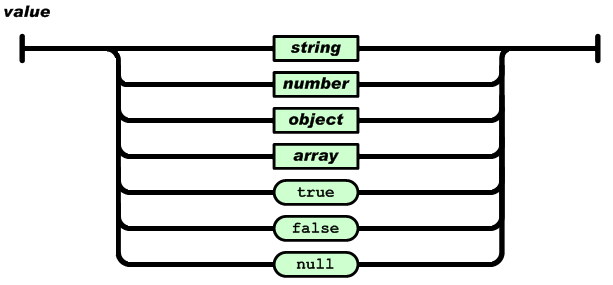 value
string
number
object
array
true
false
null